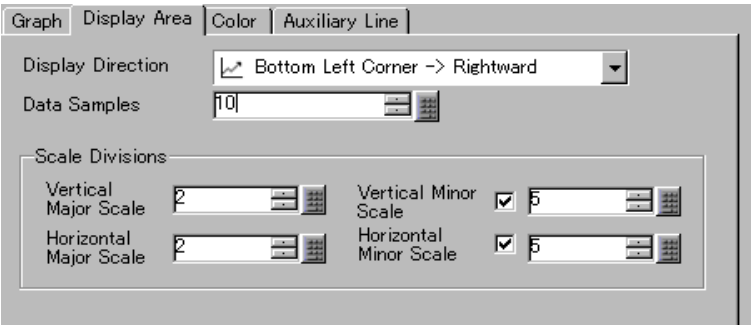 Graph Display Area Color Auxiliary Line
Display Direction Bottom Left Corner -> Rightward
Data Samples 10
Scale Divisions
Vertical
Major Scale 2
Vertical Minor
Scale 5
Horizontal
Major Scale 2
Horizontal
Minor Scale 5